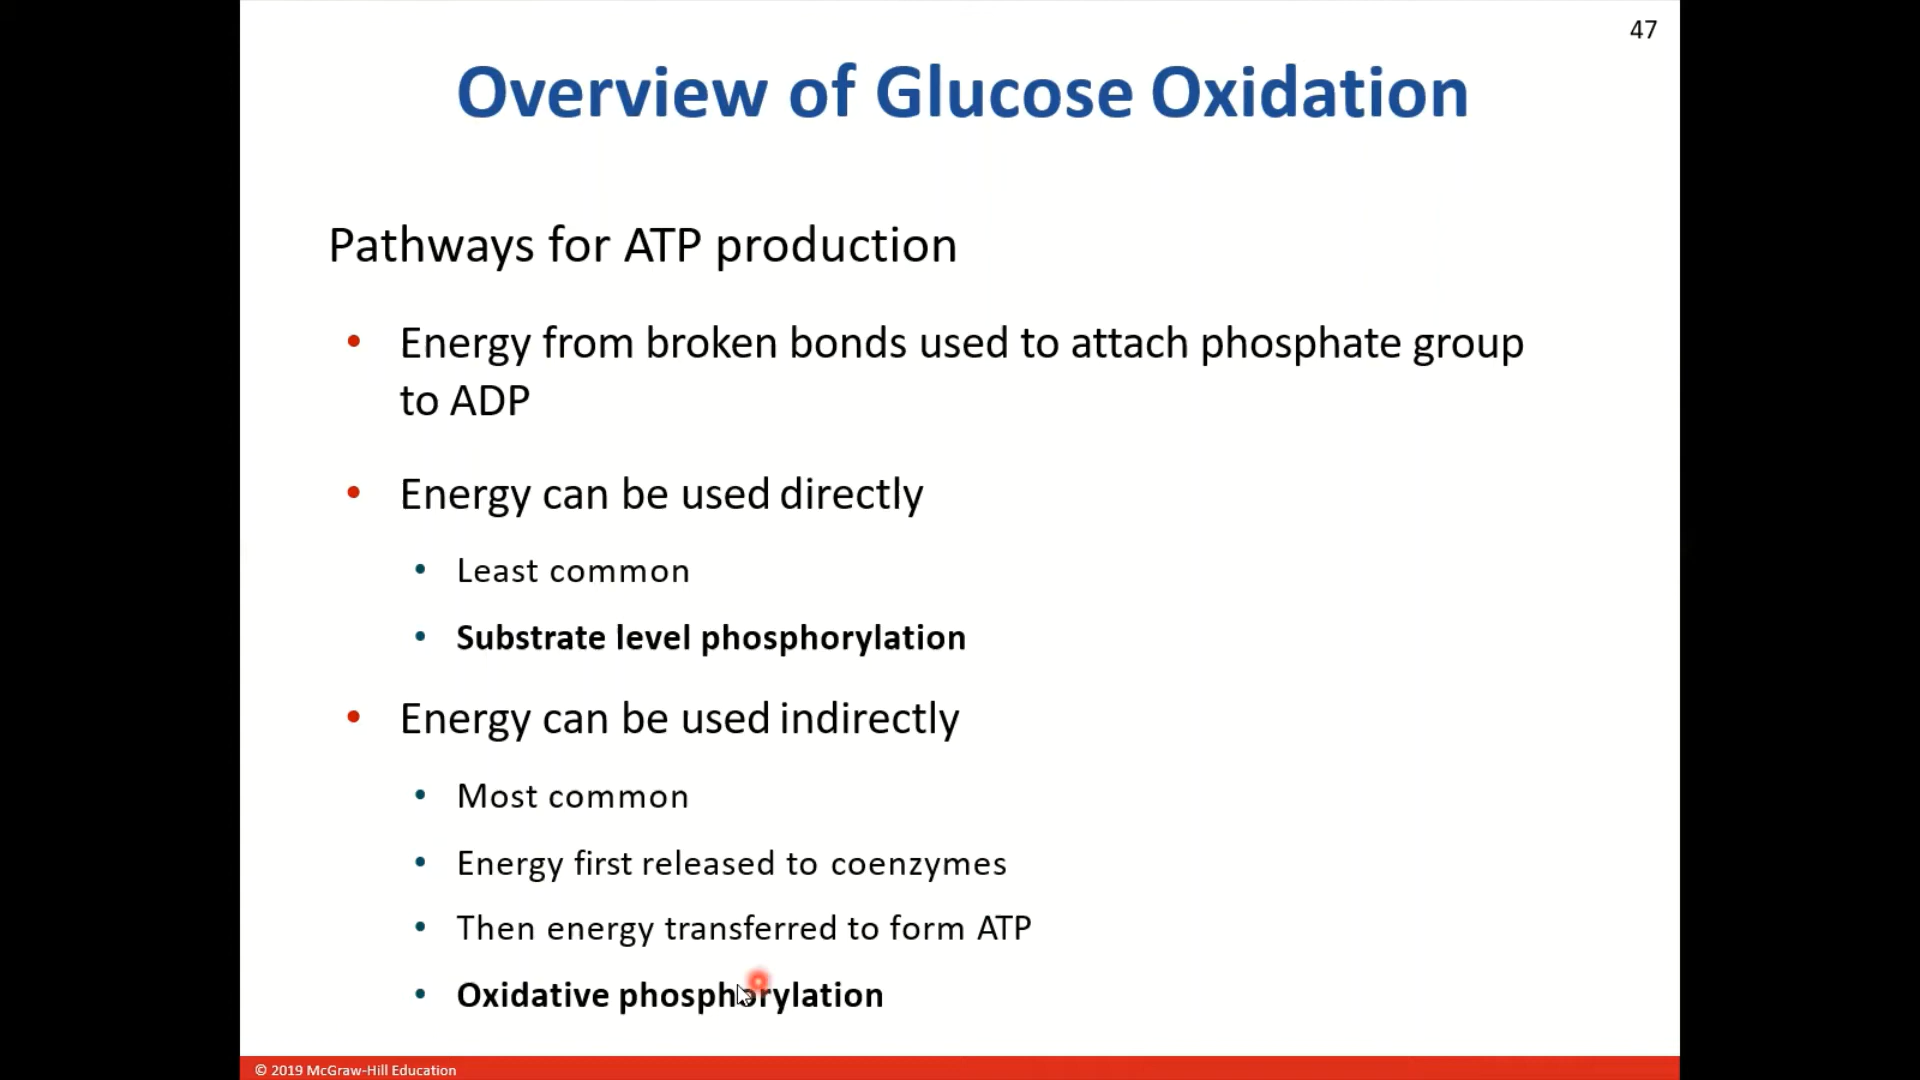 47
Overview of Glucose Oxidation
Pathways for ATP production
• Energy from broken bonds used to attach phosphate group
to ADP
• Energy can be used directly
• Least common
• Substrate level phosphorylation
• Energy can be used indirectly
• Most common
• Energy first released to coenzymes
• Then energy transferred to form ATP
• Oxidative phosphorylation
© 2019 McGraw-Hill Education